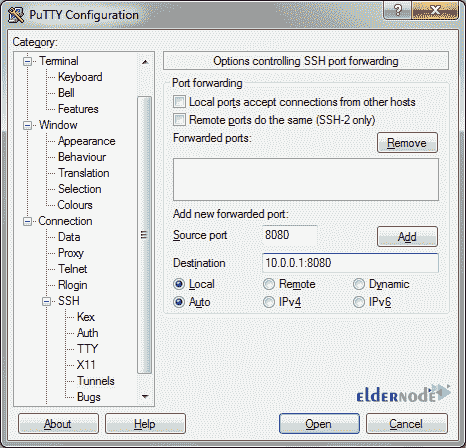 PuTTY Configuration
Category:
Terminal
Keyboard
Bell
Features
Window
Appearance
Behaviour
Translation
Selection
Colours
Connection
Data
Proxy
Telnet
Rlogin
SSH
Kex
Auth
TTY
X11
Tunnels
Bugs
Options controlling SSH port forwarding
Port forwarding
Local ports accept connections from other hosts
Remote ports do the same (SSH-2 only)
Forwarded ports: Remove
Add new forwarded port:
Source port 8080 Add
Destination 10.0.0.1:8080
Local Remote Dynamic
Auto IPv4 IPv6
eldernode
About Help Open Cancel